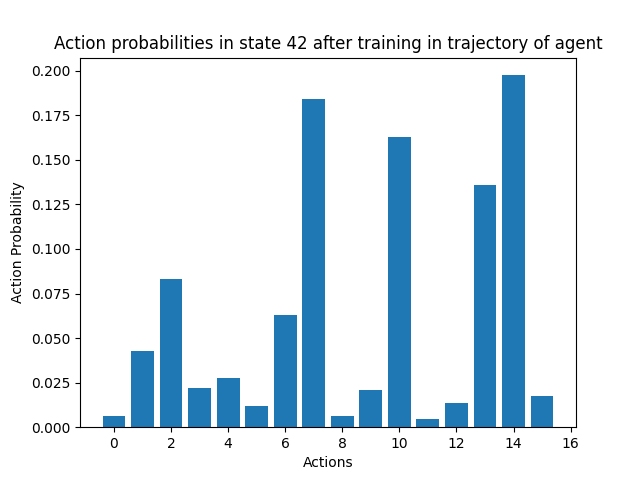 Action probabilities in state 42 after training in trajectory of agent
0.200
0.175
0.150
0.125
0.100
0.075
0.050
0.025
0.000
Action Probability
0 2 4 6 8 10 12 14 16
Actions